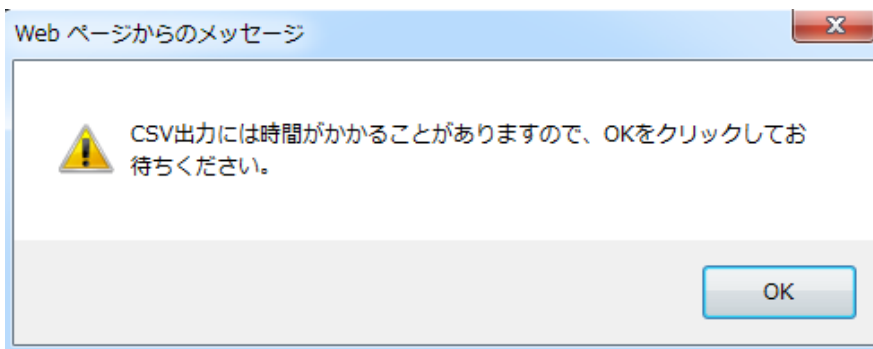 Web ページからのメッセージ
CSV出力には時間がかかることがありますので、OKをクリックしてお
待ちください。
OK